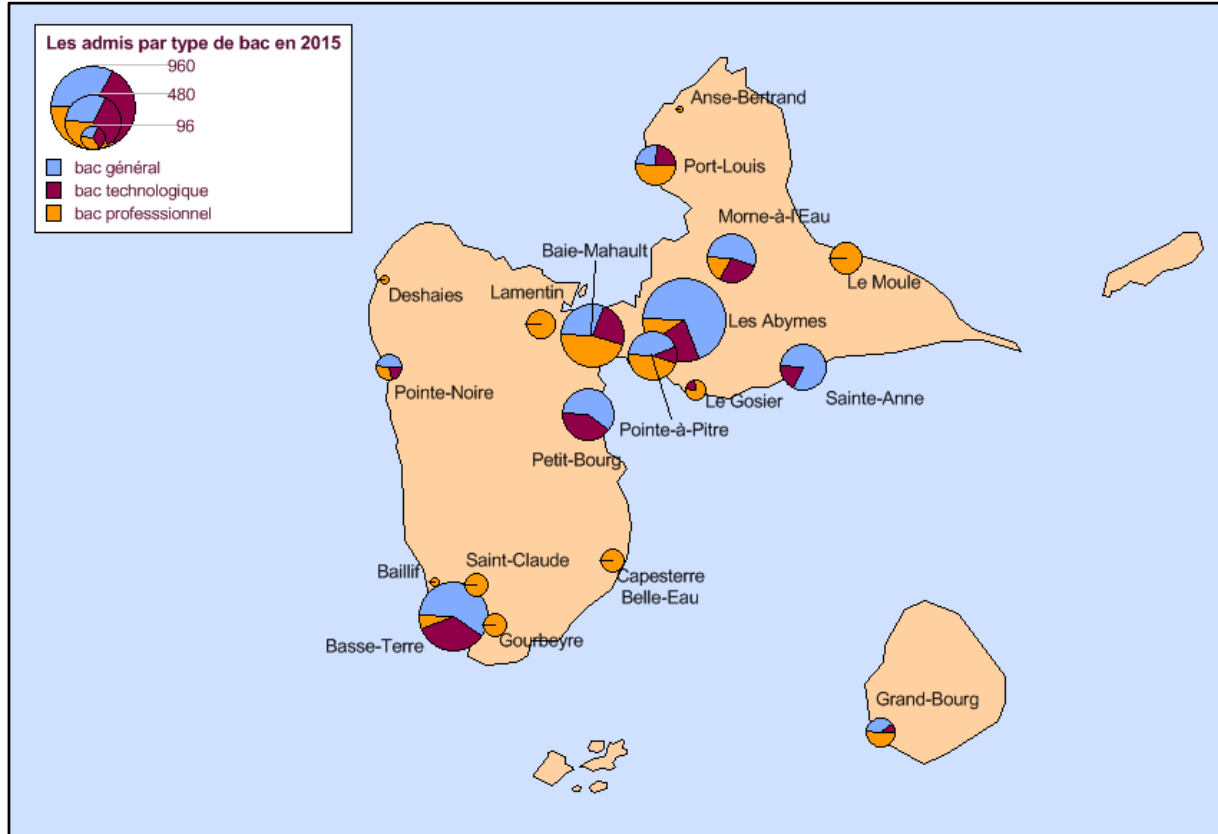 Les admis par type de bac en 2015
960
480
96
bac général
bac technologique
bac professsionnel
Anse-Bertrand
Port-Louis
Morne-à-l'Eau
Baie-Mahault
Le Moule
Deshaies
Lamentin
Les Abymes
Pointe-Noire
Le Gosier
Sainte-Anne
Pointe-à-Pitre
Petit-Bourg
Saint-Claude
Baillif
Capesterre
Belle-Eau
Gourbeyre
Basse-Terre
Grand-Bourg